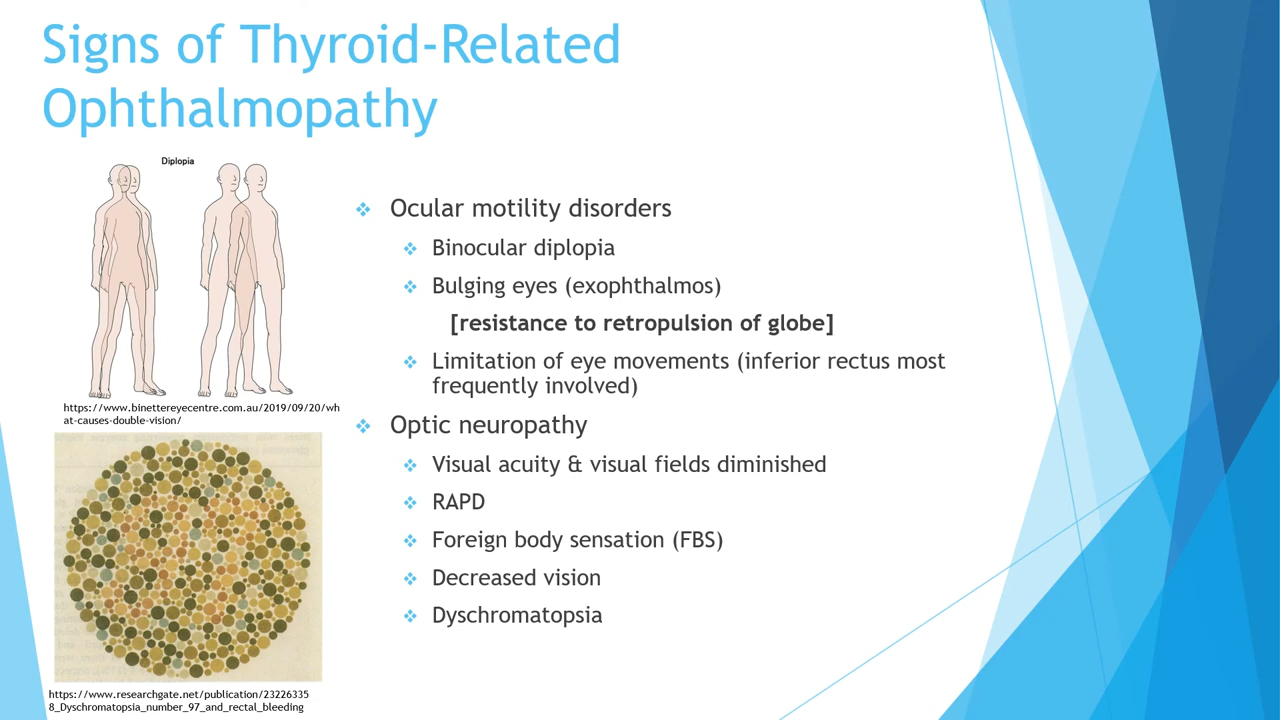 Signs of Thyroid-Related
Ophthalmopathy
Diplopia
https://www.binettereyecentre.com.au/2019/09/20/wh
at-causes-double-vision/
https://www.researchgate.net/publication/23226335
8_Dyschromatopsia_number_97_and_rectal_bleeding
❖ Ocular motility disorders
❖ Binocular diplopia
❖ Bulging eyes (exophthalmos)
[resistance to retropulsion of globe]
❖ Limitation of eye movements (inferior rectus most
frequently involved)
❖ Optic neuropathy
❖ Visual acuity & visual fields diminished
❖ RAPD
❖ Foreign body sensation (FBS)
❖ Decreased vision
❖ Dyschromatopsia